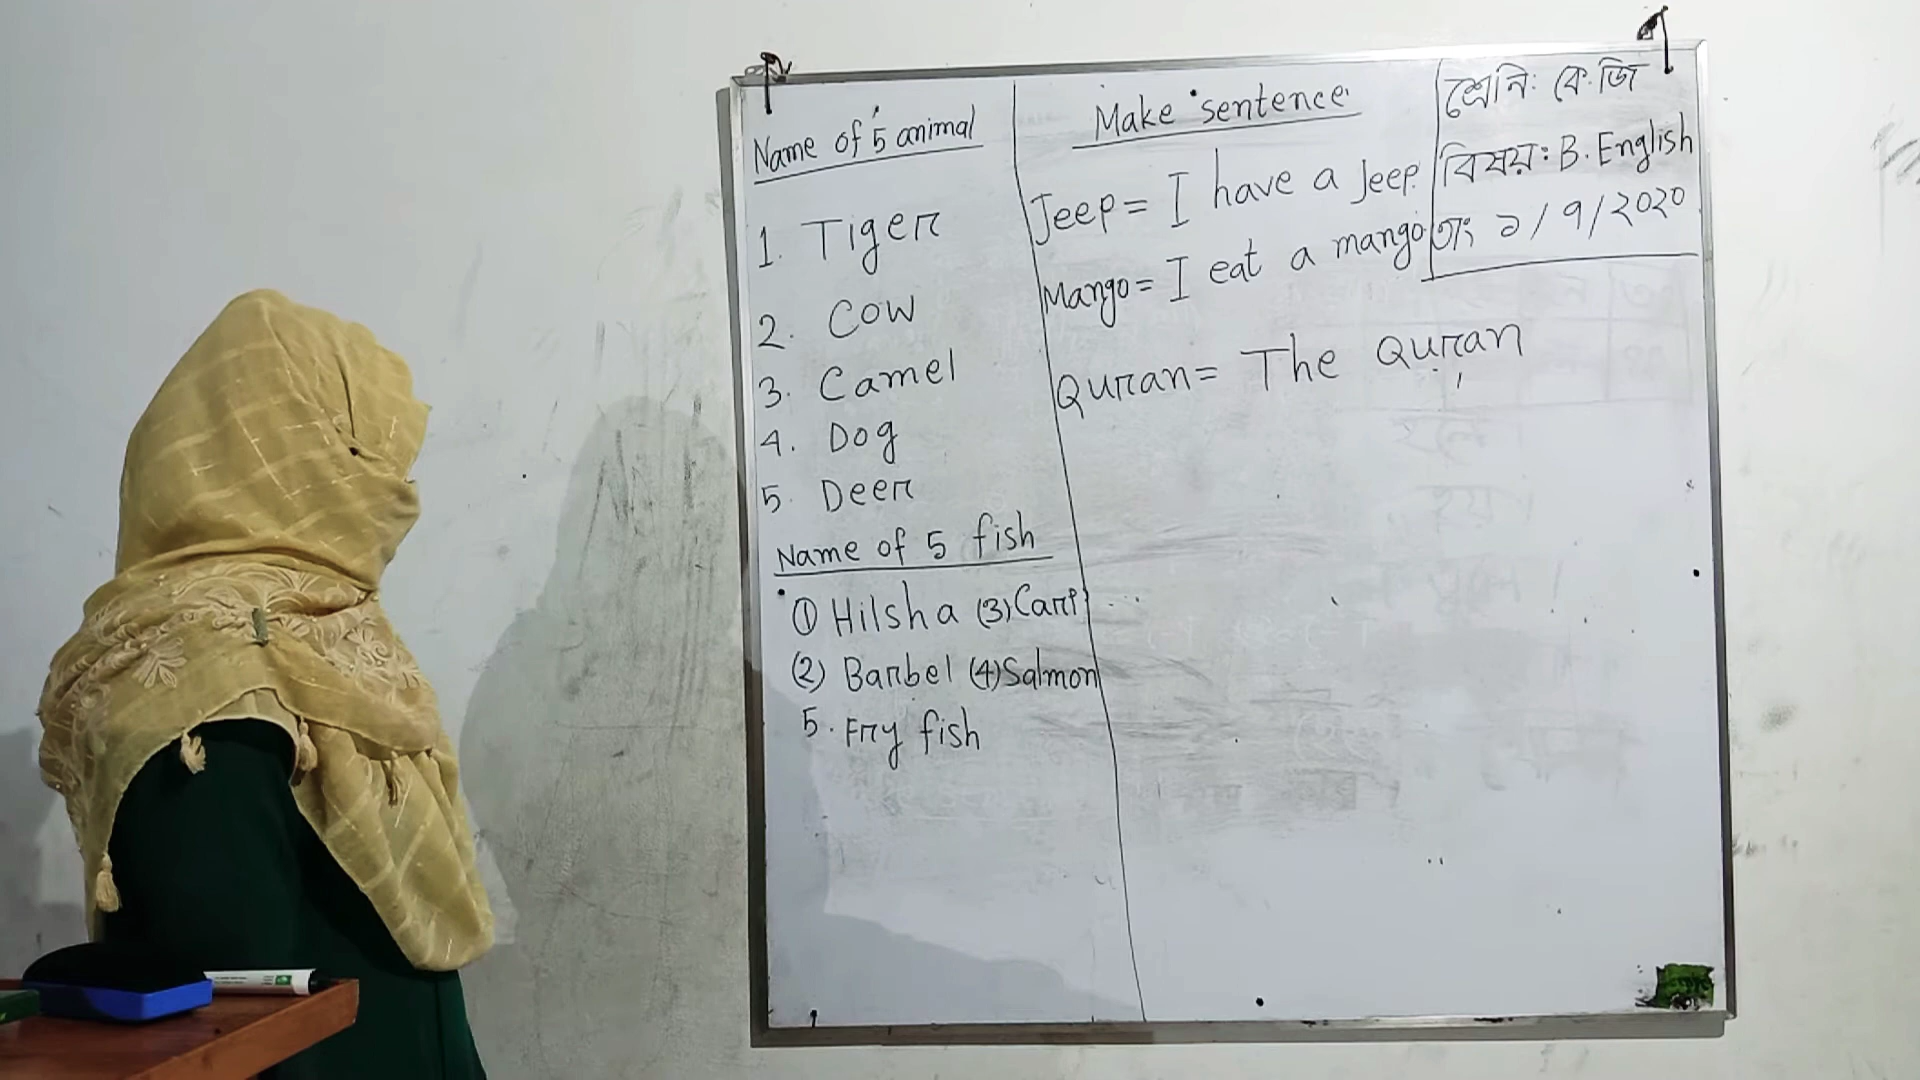 Name of 5 animal
1. Tiger
2. Cow
3. Camel
4. Dog
5. Deer
Name of 5 fish
① Hilsha (3) Carp
(2) Barbel (4) Salmon
5. Fry fish
Make sentence
Jeep = I have a Jeep.
Mango = I eat a mango
Quran = The Quran
শ্রেনি: কে.জি
বিষয়: B. English
তাং ১/৭/২০২০